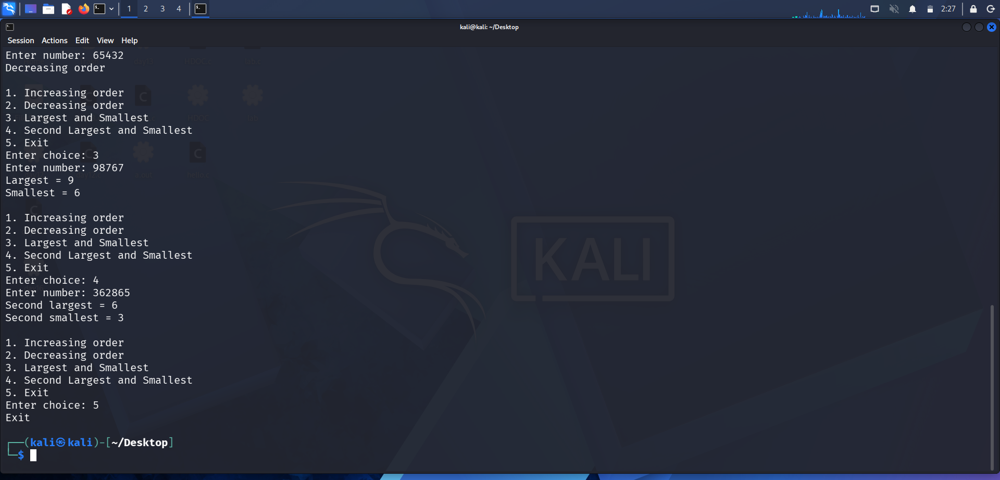 1 2 3 4 2:27
kali@kali: ~/Desktop
Session Actions Edit View Help
Enter number: 65432
Decreasing order
1. Increasing order
2. Decreasing order
3. Largest and Smallest
4. Second Largest and Smallest
5. Exit
Enter choice: 3
Enter number: 98767
Largest = 9
Smallest = 6
1. Increasing order
2. Decreasing order
3. Largest and Smallest
4. Second Largest and Smallest
5. Exit
Enter choice: 4
Enter number: 362865
Second largest = 6
Second smallest = 3
1. Increasing order
2. Decreasing order
3. Largest and Smallest
4. Second Largest and Smallest
5. Exit
Enter choice: 5
Exit
┌──(kali㉿kali)-[~/Desktop]
└─$
KALI